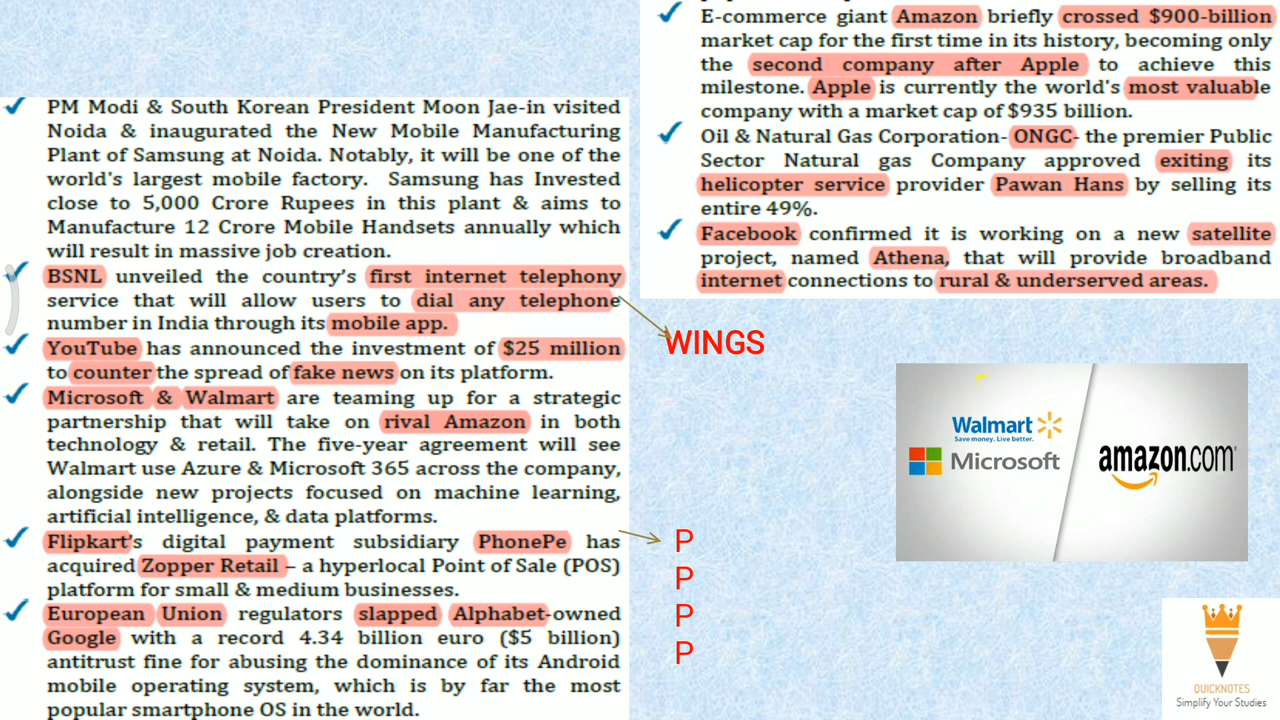 PM Modi & South Korean President Moon Jae-in visited
Noida & inaugurated the New Mobile Manufacturing
Plant of Samsung at Noida. Notably, it will be one of the
world's largest mobile factory. Samsung has Invested
close to 5,000 Crore Rupees in this plant & aims to
Manufacture 12 Crore Mobile Handsets annually which
will result in massive job creation.
BSNL unveiled the country's first internet telephony
service that will allow users to dial any telephone
number in India through its mobile app.
YouTube has announced the investment of $25 million
to counter the spread of fake news on its platform.
Microsoft & Walmart are teaming up for a strategic
partnership that will take on rival Amazon in both
technology & retail. The five-year agreement will see
Walmart use Azure & Microsoft 365 across the company,
alongside new projects focused on machine learning,
artificial intelligence, & data platforms.
Flipkart's digital payment subsidiary PhonePe has
acquired Zopper Retail – a hyperlocal Point of Sale (POS)
platform for small & medium businesses.
European Union regulators slapped Alphabet-owned
Google with a record 4.34 billion euro ($5 billion)
antitrust fine for abusing the dominance of its Android
mobile operating system, which is by far the most
popular smartphone OS in the world.
E-commerce giant Amazon briefly crossed $900-billion
market cap for the first time in its history, becoming only
the second company after Apple to achieve this
milestone. Apple is currently the world's most valuable
company with a market cap of $935 billion.
Oil & Natural Gas Corporation- ONGC- the premier Public
Sector Natural gas Company approved exiting its
helicopter service provider Pawan Hans by selling its
entire 49%.
Facebook confirmed it is working on a new satellite
project, named Athena, that will provide broadband
internet connections to rural & underserved areas.
WINGS
P
P
P
P
Walmart
Save money. Live better.
Microsoft
amazon.com
QUICKNOTES
Simplify Your Studies